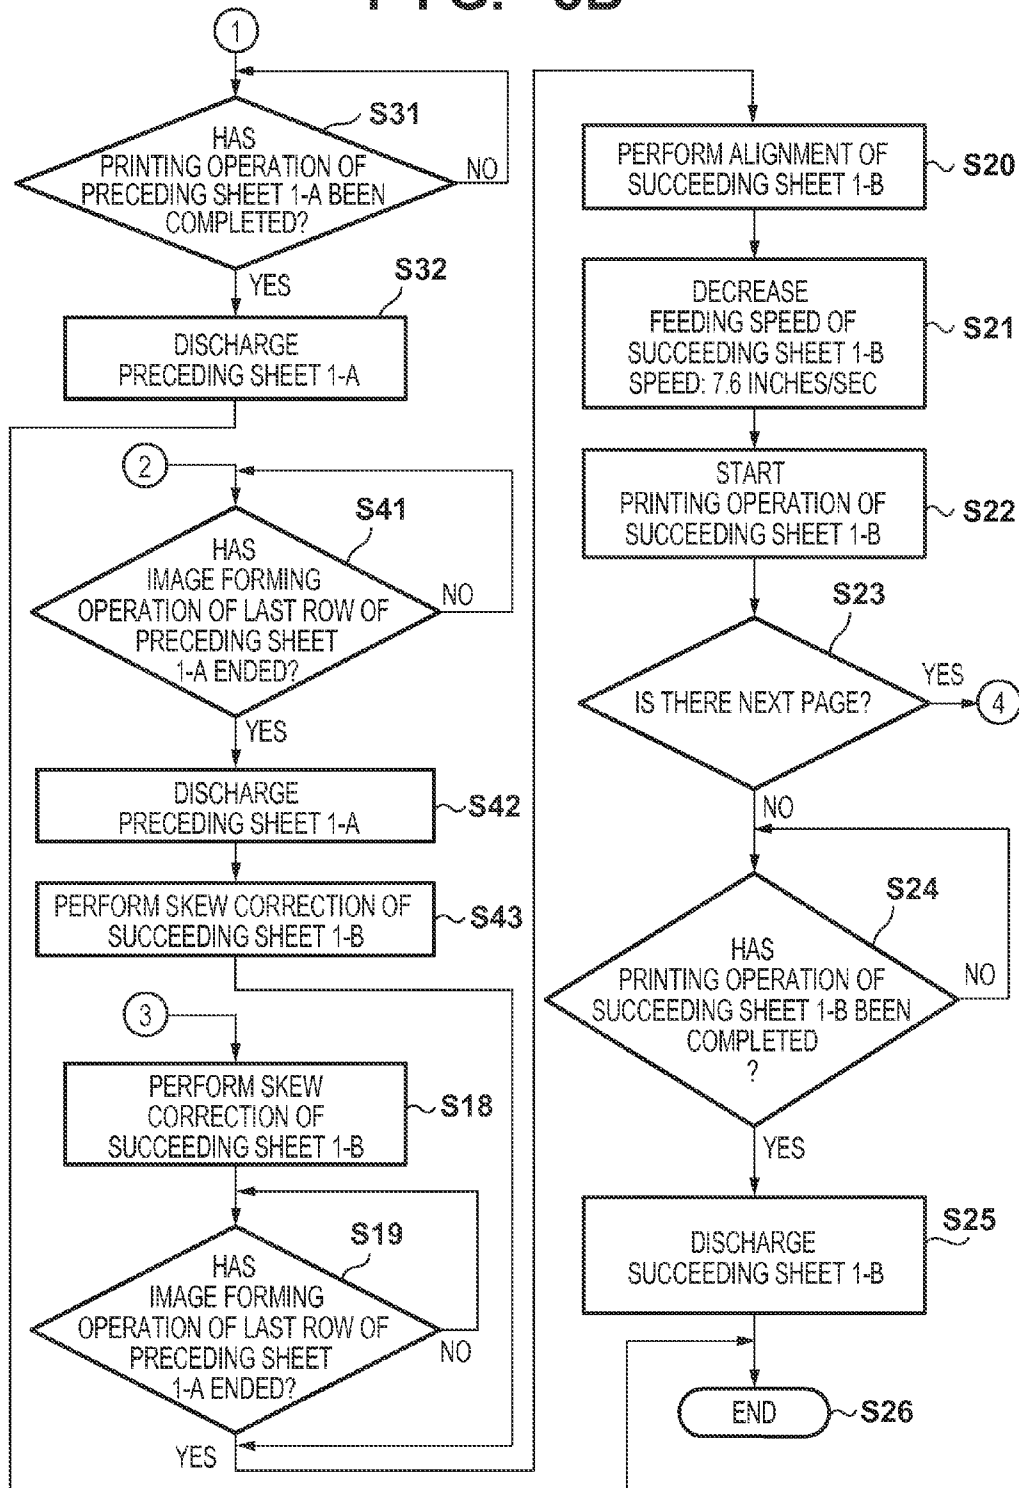 1
S31
HAS
PRINTING OPERATION OF
PRECEDING SHEET 1-A BEEN
COMPLETED?
NO
YES
S32
DISCHARGE
PRECEDING SHEET 1-A
2
S41
HAS
IMAGE FORMING
OPERATION OF LAST ROW OF
PRECEDING SHEET
1-A ENDED?
NO
YES
DISCHARGE
PRECEDING SHEET 1-A
S42
PERFORM SKEW CORRECTION OF
SUCCEEDING SHEET 1-B
S43
3
PERFORM SKEW
CORRECTION OF
SUCCEEDING SHEET 1-B
S18
S19
HAS
IMAGE FORMING
OPERATION OF LAST ROW OF
PRECEDING SHEET
1-A ENDED?
NO
YES
PERFORM ALIGNMENT OF
SUCCEEDING SHEET 1-B
S20
DECREASE
FEEDING SPEED OF
SUCCEEDING SHEET 1-B
SPEED: 7.6 INCHES/SEC
S21
START
PRINTING OPERATION OF
SUCCEEDING SHEET 1-B
S22
S23
IS THERE NEXT PAGE?
YES
4
NO
S24
HAS
PRINTING OPERATION OF
SUCCEEDING SHEET 1-B BEEN
COMPLETED
?
NO
YES
DISCHARGE
SUCCEEDING SHEET 1-B
S25
END
S26